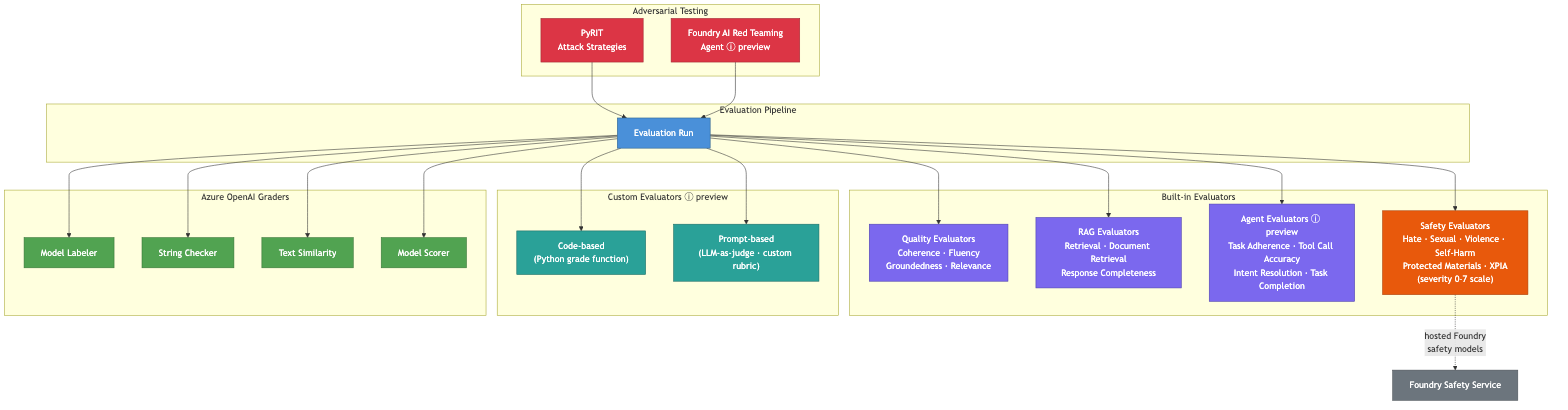 Adversarial Testing
PyRIT
Attack Strategies
Foundry AI Red Teaming
Agent ⓘ preview
Evaluation Pipeline
Evaluation Run
Azure OpenAI Graders
Model Labeler
String Checker
Text Similarity
Model Scorer
Custom Evaluators ⓘ preview
Code-based
(Python grade function)
Prompt-based
(LLM-as-judge · custom
rubric)
Built-in Evaluators
Quality Evaluators
Coherence · Fluency
Groundedness · Relevance
RAG Evaluators
Retrieval · Document
Retrieval
Response Completeness
Agent Evaluators ⓘ
preview
Task Adherence · Tool Call
Accuracy
Intent Resolution · Task
Completion
Safety Evaluators
Hate · Sexual · Violence ·
Self-Harm
Protected Materials · XPIA
(severity 0-7 scale)
hosted Foundry
safety models
Foundry Safety Service